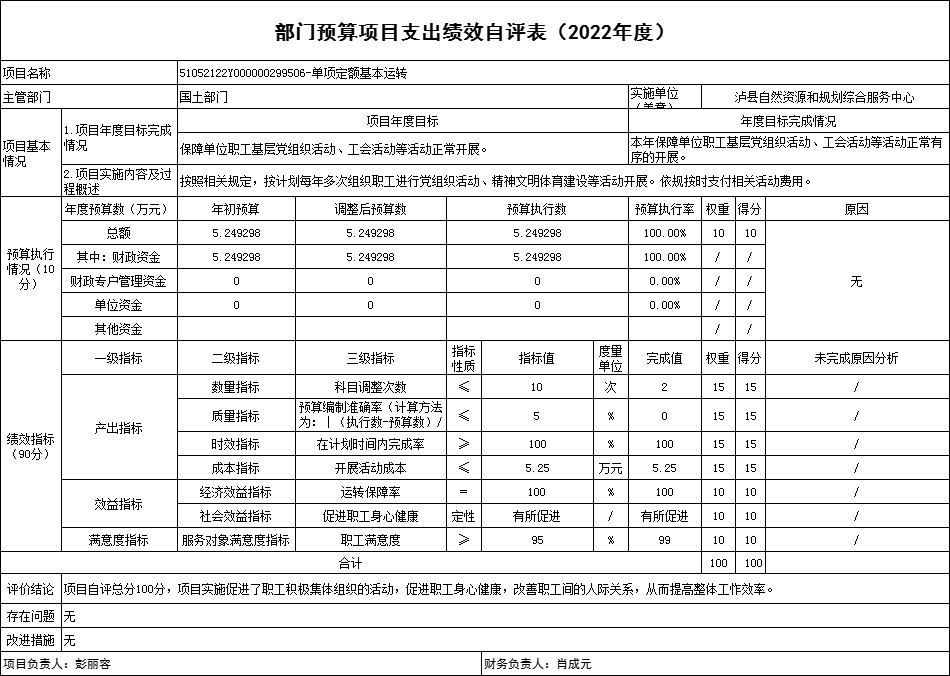 部门预算项目支出绩效自评表（2022年度）
项目名称 51052122Y000000299506-单项定额基本运转
主管部门 国土部门 实施单位 泸县自然资源和规划综合服务中心
项目基本情况 1.项目年度目标完成情况 项目年度目标 年度目标完成情况
保障单位职工基层党组织活动、工会活动等活动正常开展。 本年保障单位职工基层党组织活动、工会活动等活动正常有序的开展。
2.项目实施内容及过程概述 按照相关规定，按计划每年多次组织职工进行党组织活动、精神文明体育建设等活动开展。依规按时支付相关活动费用。
预算执行情况（10分） 年度预算数（万元） 年初预算 调整后预算数 预算执行数 预算执行率 权重 得分 原因
总额 5.249298 5.249298 5.249298 100.00% 10 10 无
其中：财政资金 5.249298 5.249298 5.249298 100.00% / /
财政专户管理资金 0 0 0 0.00% / /
单位资金 0 0 0 0.00% / /
其他资金 / /
绩效指标（90分） 一级指标 二级指标 三级指标 指标性质 指标值 度量单位 完成值 权重 得分 未完成原因分析
产出指标 数量指标 科目调整次数 ≤ 10 次 2 15 15 /
质量指标 预算编制准确率（计算方法为：∣（执行数-预算数）/ ≤ 5 % 0 15 15 /
时效指标 在计划时间内完成率 ≥ 100 % 100 15 15 /
成本指标 开展活动成本 ≤ 5.25 万元 5.25 15 15 /
效益指标 经济效益指标 运转保障率 = 100 % 100 10 10 /
社会效益指标 促进职工身心健康 定性 有所促进 / 有所促进 10 10 /
满意度指标 服务对象满意度指标 职工满意度 ≥ 95 % 99 10 10 /
合计 100 100
评价结论 项目自评总分100分，项目实施促进了职工积极集体组织的活动，促进职工身心健康，改善职工间的人际关系，从而提高整体工作效率。
存在问题 无
改进措施 无
项目负责人：彭丽容 财务负责人：肖成元